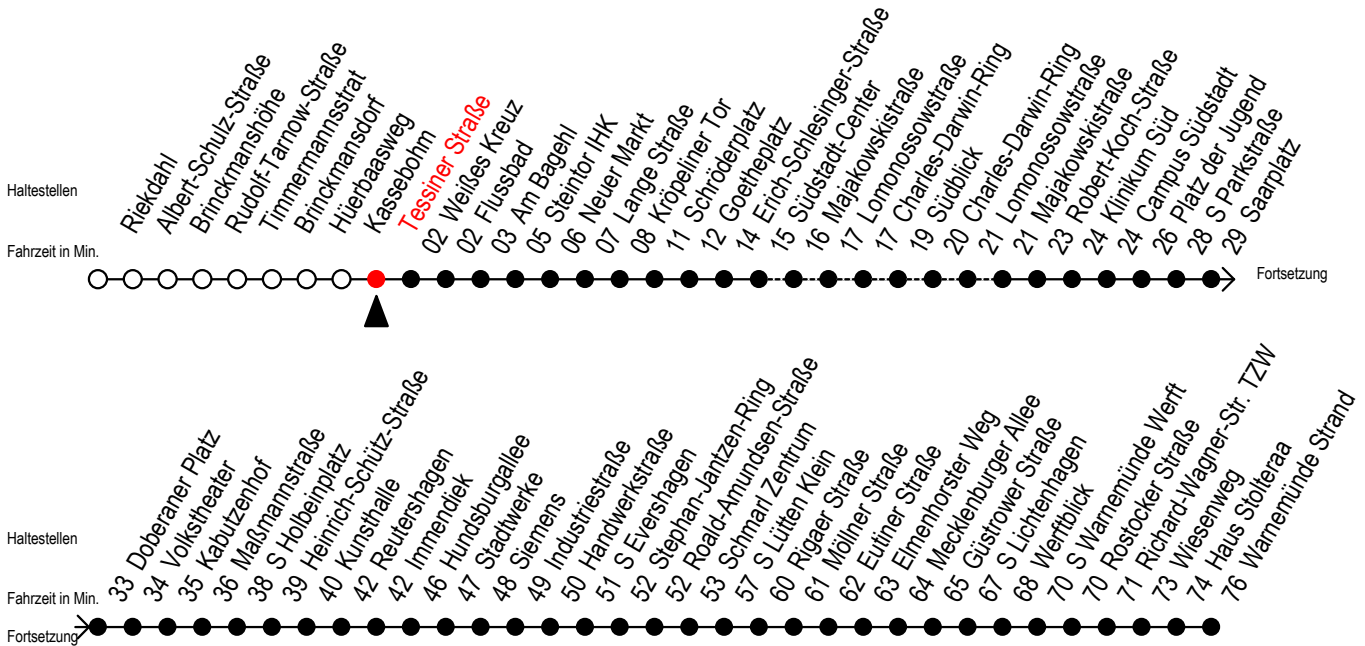 Haltestellen
Riekdahl
Albert-Schulz-Straße
Brinckmanshöhe
Rudolf-Tarnow-Straße
Timmermannsstrat
Brinckmansdorf
Hüerbaasweg
Kassebohm
Tessiner Straße
02 Weißes Kreuz
02 Flussbad
03 Am Bagehl
05 Steintor IHK
06 Neuer Markt
07 Lange Straße
08 Kröpeliner Tor
11 Schröderplatz
12 Goetheplatz
14 Erich-Schlesinger-Straße
15 Südstadt-Center
16 Majakowskistraße
17 Lomonossowstraße
17 Charles-Darwin-Ring
19 Südblick
20 Charles-Darwin-Ring
21 Lomonossowstraße
21 Majakowskistraße
23 Robert-Koch-Straße
24 Klinikum Süd
24 Campus Südstadt
26 Platz der Jugend
28 S Parkstraße
29 Saarplatz
Fahrzeit in Min.
Fortsetzung
Haltestellen
33 Doberaner Platz
34 Volkstheater
35 Kabutzenhof
36 Maßmannstraße
38 S Holbeinplatz
39 Heinrich-Schütz-Straße
40 Kunsthalle
42 Reutershagen
42 Immendiek
46 Hundsburgallee
47 Stadtwerke
48 Siemens
49 Industriestraße
50 Handwerkstraße
51 S Evershagen
52 Stephan-Jantzen-Ring
52 Roald-Amundsen-Straße
53 Schmarl Zentrum
57 S Lütten Klein
60 Rigaer Straße
61 Möllner Straße
62 Eutiner Straße
63 Elmenhorster Weg
64 Mecklenburger Allee
65 Güstrower Straße
67 S Lichtenhagen
68 Werftblick
70 S Warnemünde Werft
70 Rostocker Straße
71 Richard-Wagner-Str. TZW
73 Wiesenweg
74 Haus Stolteraa
76 Warnemünde Strand
Fahrzeit in Min.
Fortsetzung